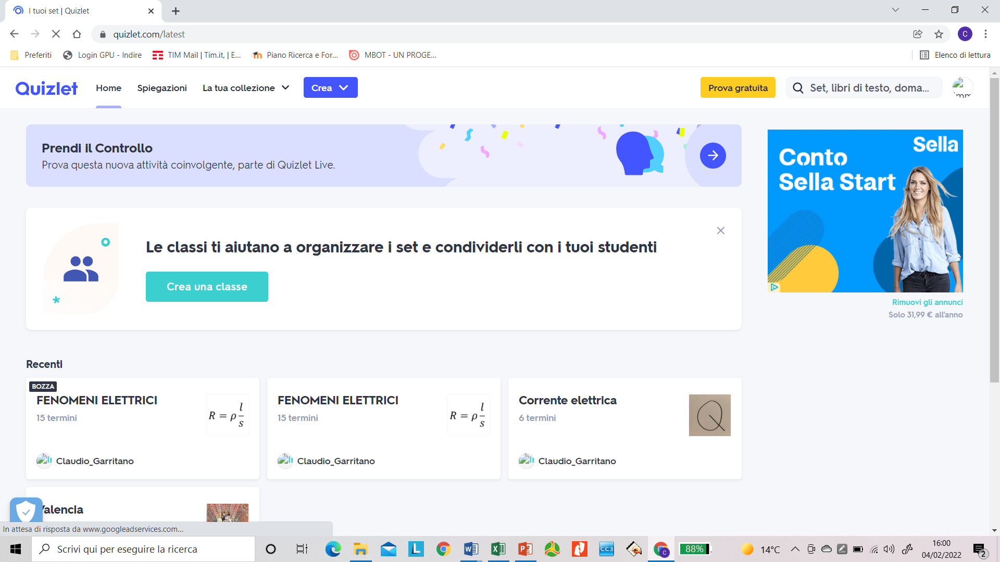 I tuoi set | Quizlet
quizlet.com/latest
C
Preferiti
Login GPU - Indire
TIM Mail | Tim.it, | E...
Piano Ricerca e For...
MBOT - UN PROGE...
Elenco di lettura
Quizlet
Home
Spiegazioni
La tua collezione
Crea
Prova gratuita
Set, libri di testo, doma...
Prendi il Controllo
Prova questa nuova attività coinvolgente, parte di Quizlet Live.
Sella
Conto
Sella Start
Rimuovi gli annunci
Solo 31,99 € all'anno
Le classi ti aiutano a organizzare i set e condividerli con i tuoi studenti
Crea una classe
Recenti
BOZZA
FENOMENI ELETTRICI
15 termini
R = ρ l/s
Claudio_Garritano
FENOMENI ELETTRICI
15 termini
R = ρ l/s
Claudio_Garritano
Corrente elettrica
6 termini
Q
Claudio_Garritano
alencia
In attesa di risposta da www.googleadservices.com...
Scrivi qui per eseguire la ricerca
L
CC3
C
88%
14°C
16:00
04/02/2022
2